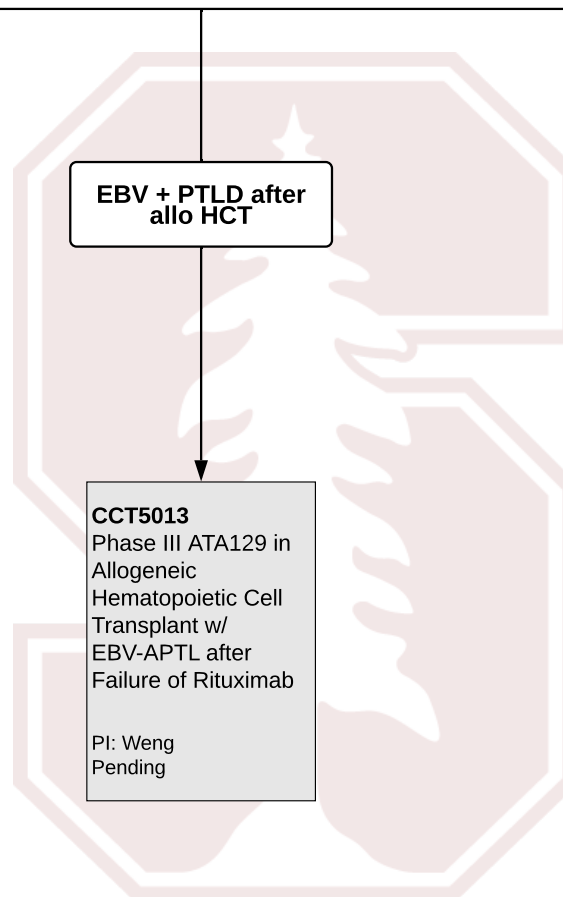 EBV + PTLD after
allo HCT
CCT5013
Phase III ATA129 in
Allogeneic
Hematopoietic Cell
Transplant w/
EBV-APTL after
Failure of Rituximab
PI: Weng
Pending